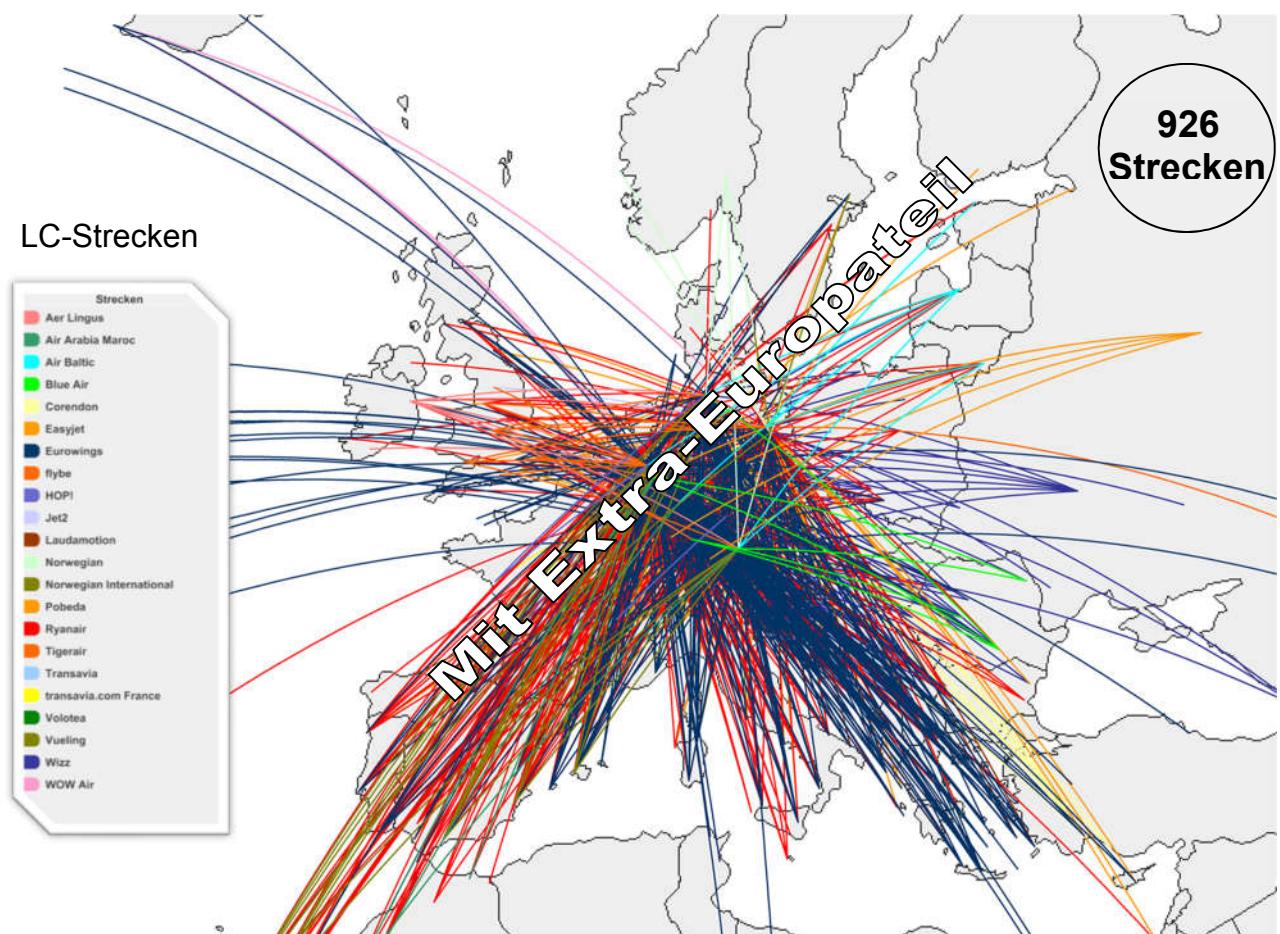 926
Strecken
LC-Strecken
Mit Extra-Europateil
Strecken
Aer Lingus
Air Arabia Maroc
Air Baltic
Blue Air
Corendon
Easyjet
Eurowings
flybe
HOP!
Jet2
Laudamotion
Norwegian
Norwegian International
Pobeda
Ryanair
Tigerair
Transavia
transavia.com France
Volotea
Vueling
Wizz
WOW Air